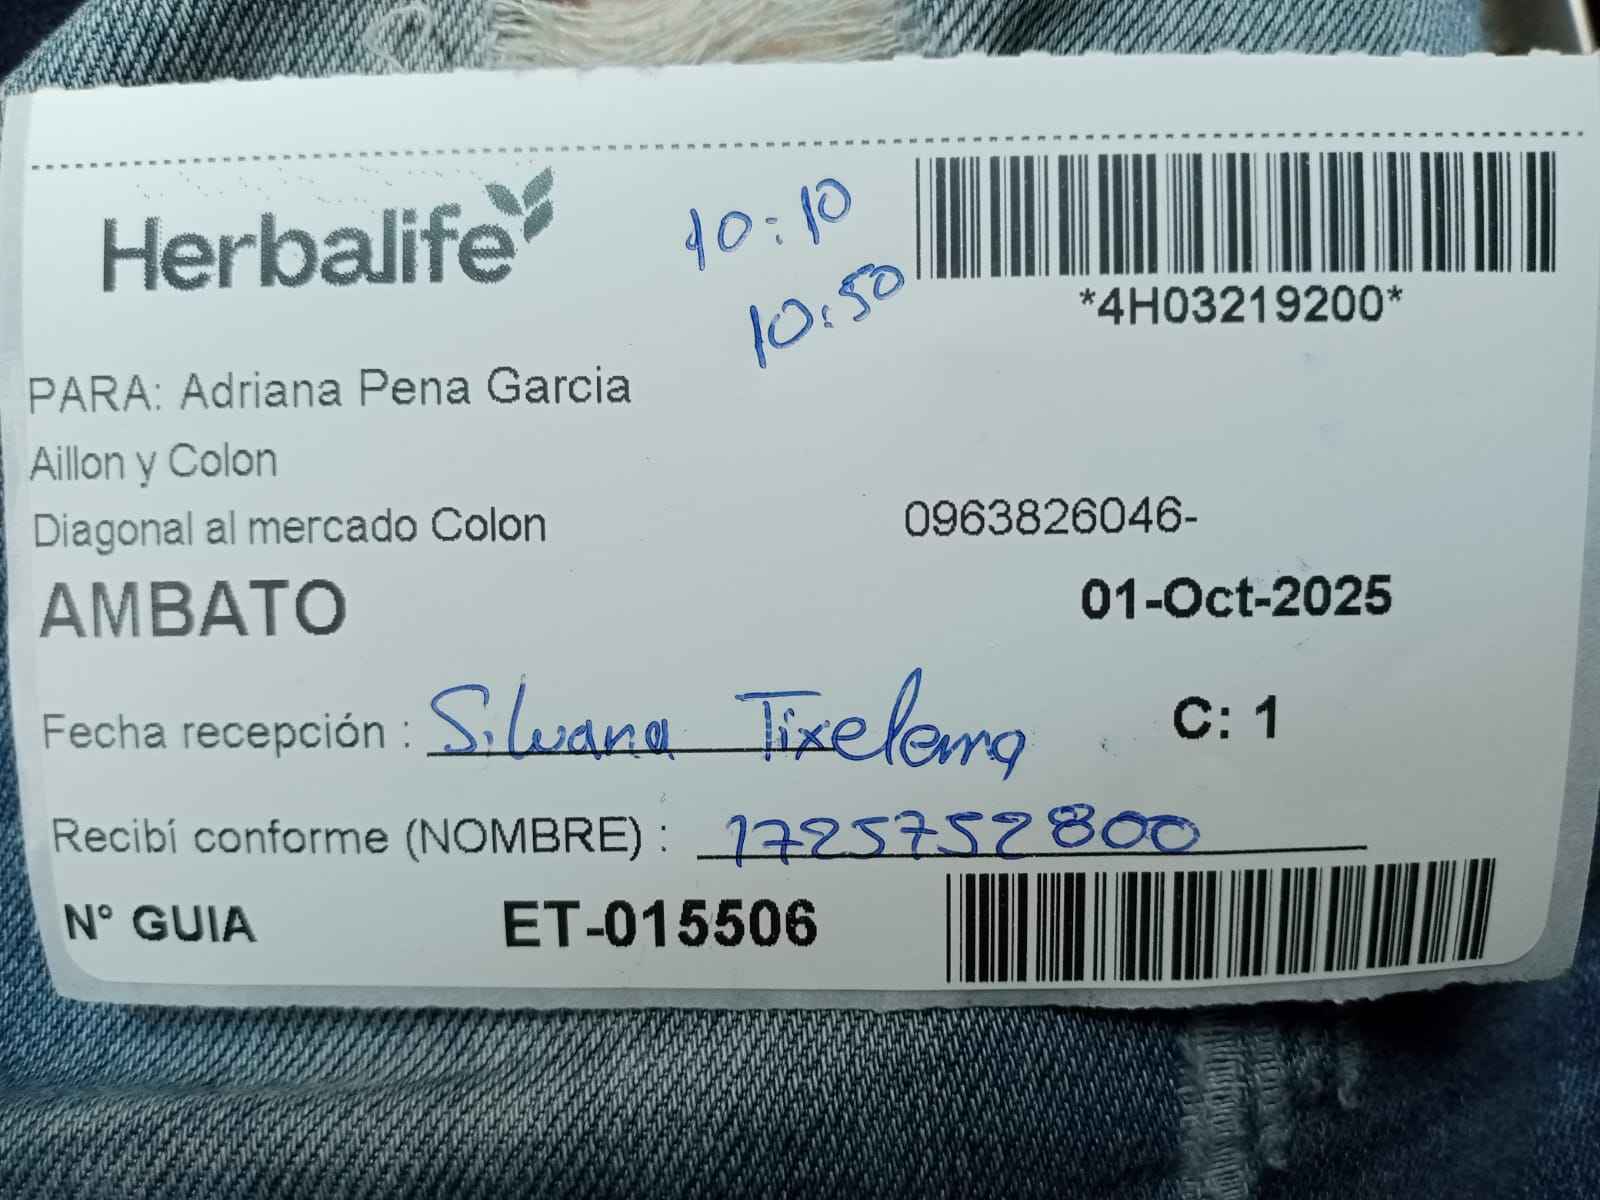 Herbalife
10:10
10:50
*4H03219200*
PARA: Adriana Pena Garcia
Aillon y Colon
Diagonal al mercado Colon
0963826046-
AMBATO
01-Oct-2025
Fecha recepción : Silvana Tixelema
C: 1
Recibí conforme (NOMBRE) : 1725752800
N° GUIA ET-015506